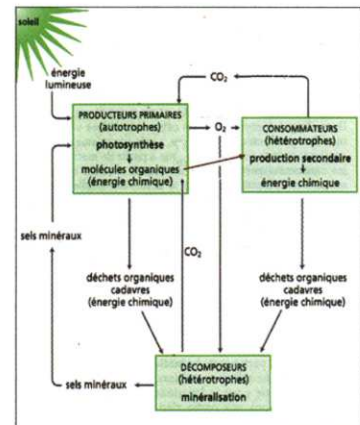 soleil
énergie
lumineuse
CO₂
PRODUCTEURS PRIMAIRES
(autotrophes)
photosynthèse
molécules organiques
(énergie chimique)
O₂
CONSOMMATEURS
(hétérotrophes)
production secondaire
énergie chimique
sels minéraux
CO₂
déchets organiques
cadavres
(énergie chimique)
déchets organiques
cadavres
(énergie chimique)
sels minéraux
DÉCOMPOSEURS
(hétérotrophes)
minéralisation